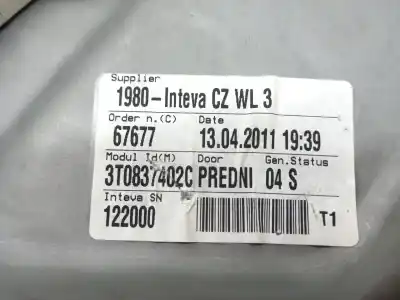 Supplier
1980-Inteva CZ WL 3
Order n.(C) Date
67677 13.04.2011 19:39
Modul Id(M) Door Gen.Status
3T0837402C PREDNI 04 S
Inteva SN
122000 T1